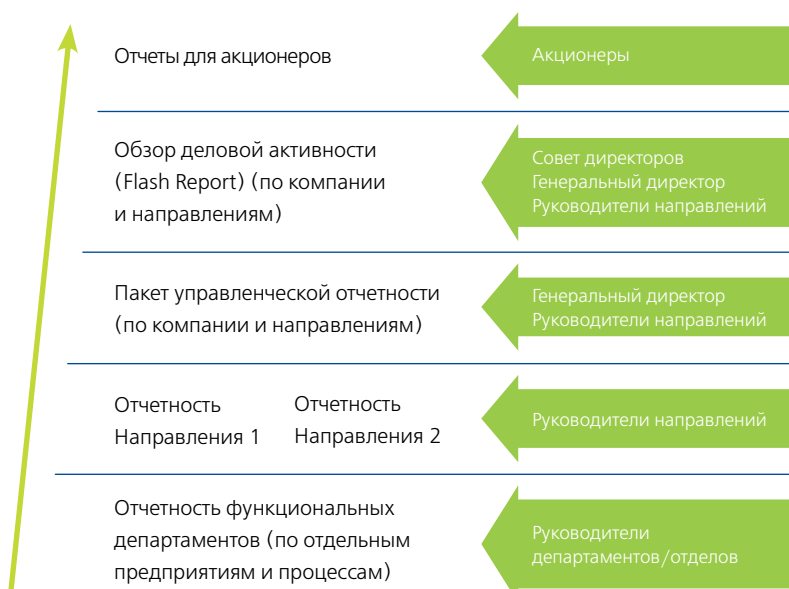 Отчеты для акционеров
Акционеры
Обзор деловой активности
(Flash Report) (по компании
и направлениям)
Совет директоров
Генеральный директор
Руководители направлений
Пакет управленческой отчетности
(по компании и направлениям)
Генеральный директор
Руководители направлений
Отчетность
Направления 1
Отчетность
Направления 2
Руководители направлений
Отчетность функциональных
департаментов (по отдельным
предприятиям и процессам)
Руководители
департаментов/отделов